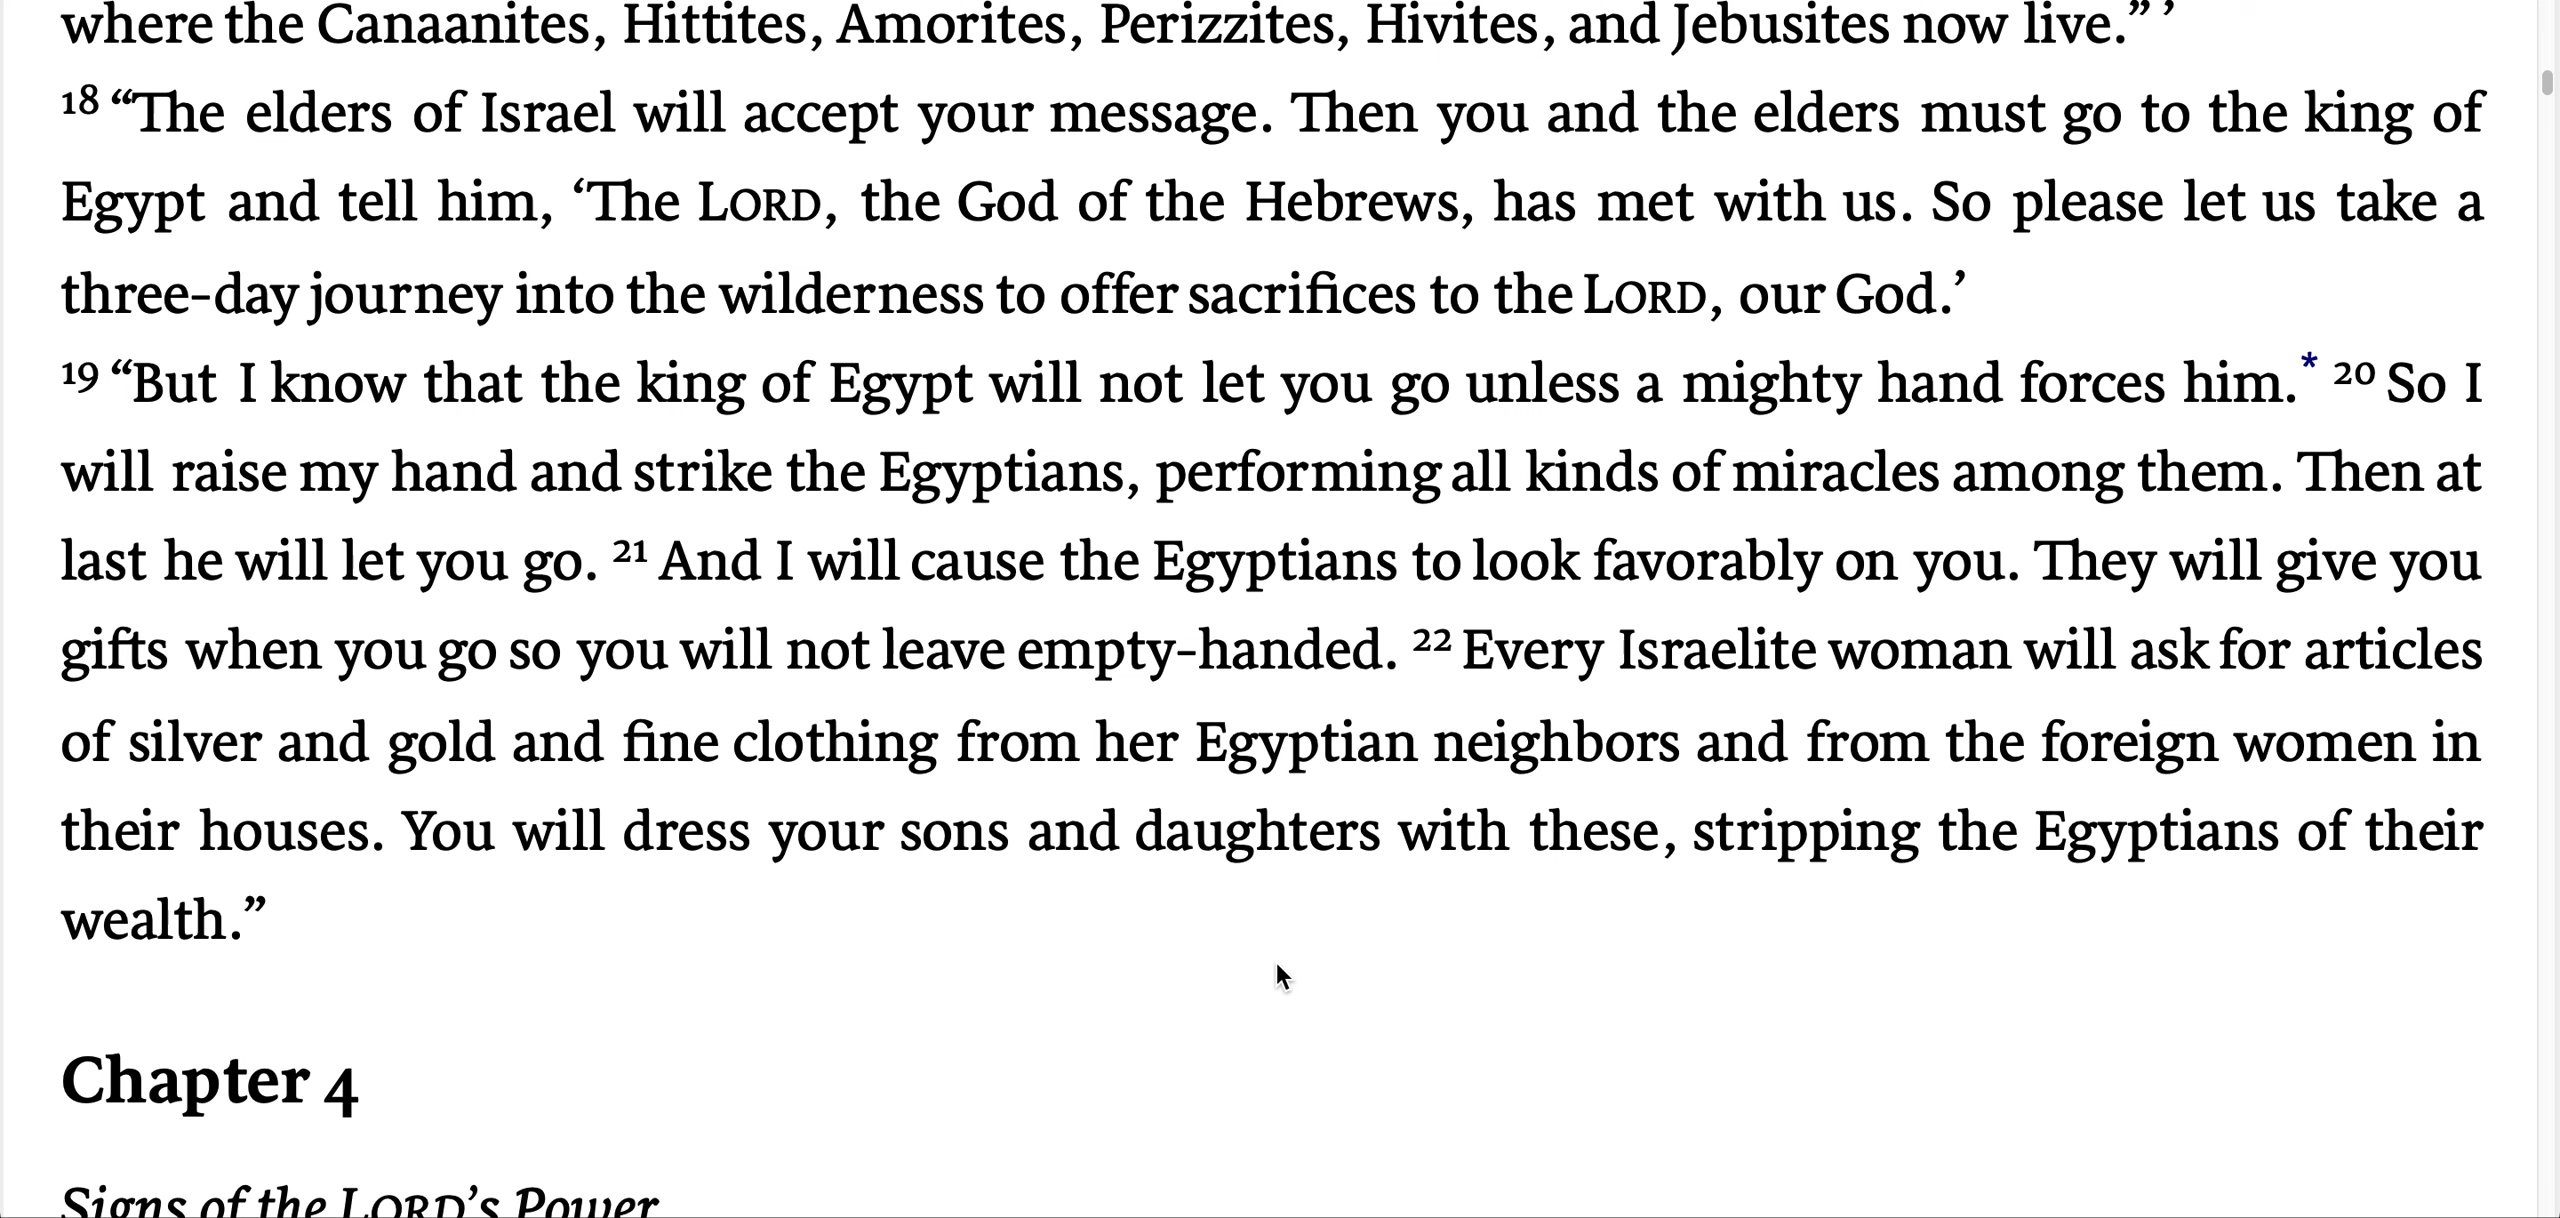 where the Canaanites, Hittites, Amorites, Perizzites, Hivites, and Jebusites now live.” ’
18 “The elders of Israel will accept your message. Then you and the elders must go to the king of
Egypt and tell him, ‘The LORD, the God of the Hebrews, has met with us. So please let us take a
three-day journey into the wilderness to offer sacrifices to the LORD, our God.’
19 “But I know that the king of Egypt will not let you go unless a mighty hand forces him.* 20 So I
will raise my hand and strike the Egyptians, performing all kinds of miracles among them. Then at
last he will let you go. 21 And I will cause the Egyptians to look favorably on you. They will give you
gifts when you go so you will not leave empty-handed. 22 Every Israelite woman will ask for articles
of silver and gold and fine clothing from her Egyptian neighbors and from the foreign women in
their houses. You will dress your sons and daughters with these, stripping the Egyptians of their
wealth.”
Chapter 4
Signs of the LORD’s Power